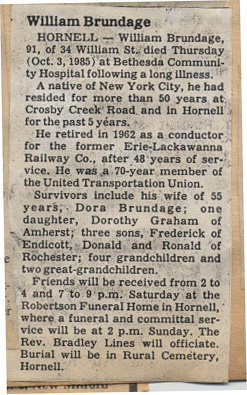 William Brundage
HORNELL — William Brundage,
91, of 34 William St. died Thursday
(Oct. 3, 1985) at Bethesda Communi-
ty Hospital following a long illness.
A native of New York City, he had
resided for more than 50 years at
Crosby Creek Road and in Hornell
for the past 5 years.
He retired in 1962 as a conductor
for the former Erie-Lackawanna
Railway Co., after 48 years of ser-
vice. He was a 70-year member of
the United Transportation Union.
Survivors include his wife of 55
years, Dora Brundage; one
daughter, Dorothy Graham of
Amherst; three sons, Frederick of
Endicott, Donald and Ronald of
Rochester; four grandchildren and
two great-grandchildren.
Friends will be received from 2 to
4 and 7 to 9 p.m. Saturday at the
Robertson Funeral Home in Hornell,
where a funeral and committal ser-
vice will be at 2 p.m. Sunday. The
Rev. Bradley Lines will officiate.
Burial will be in Rural Cemetery,
Hornell.